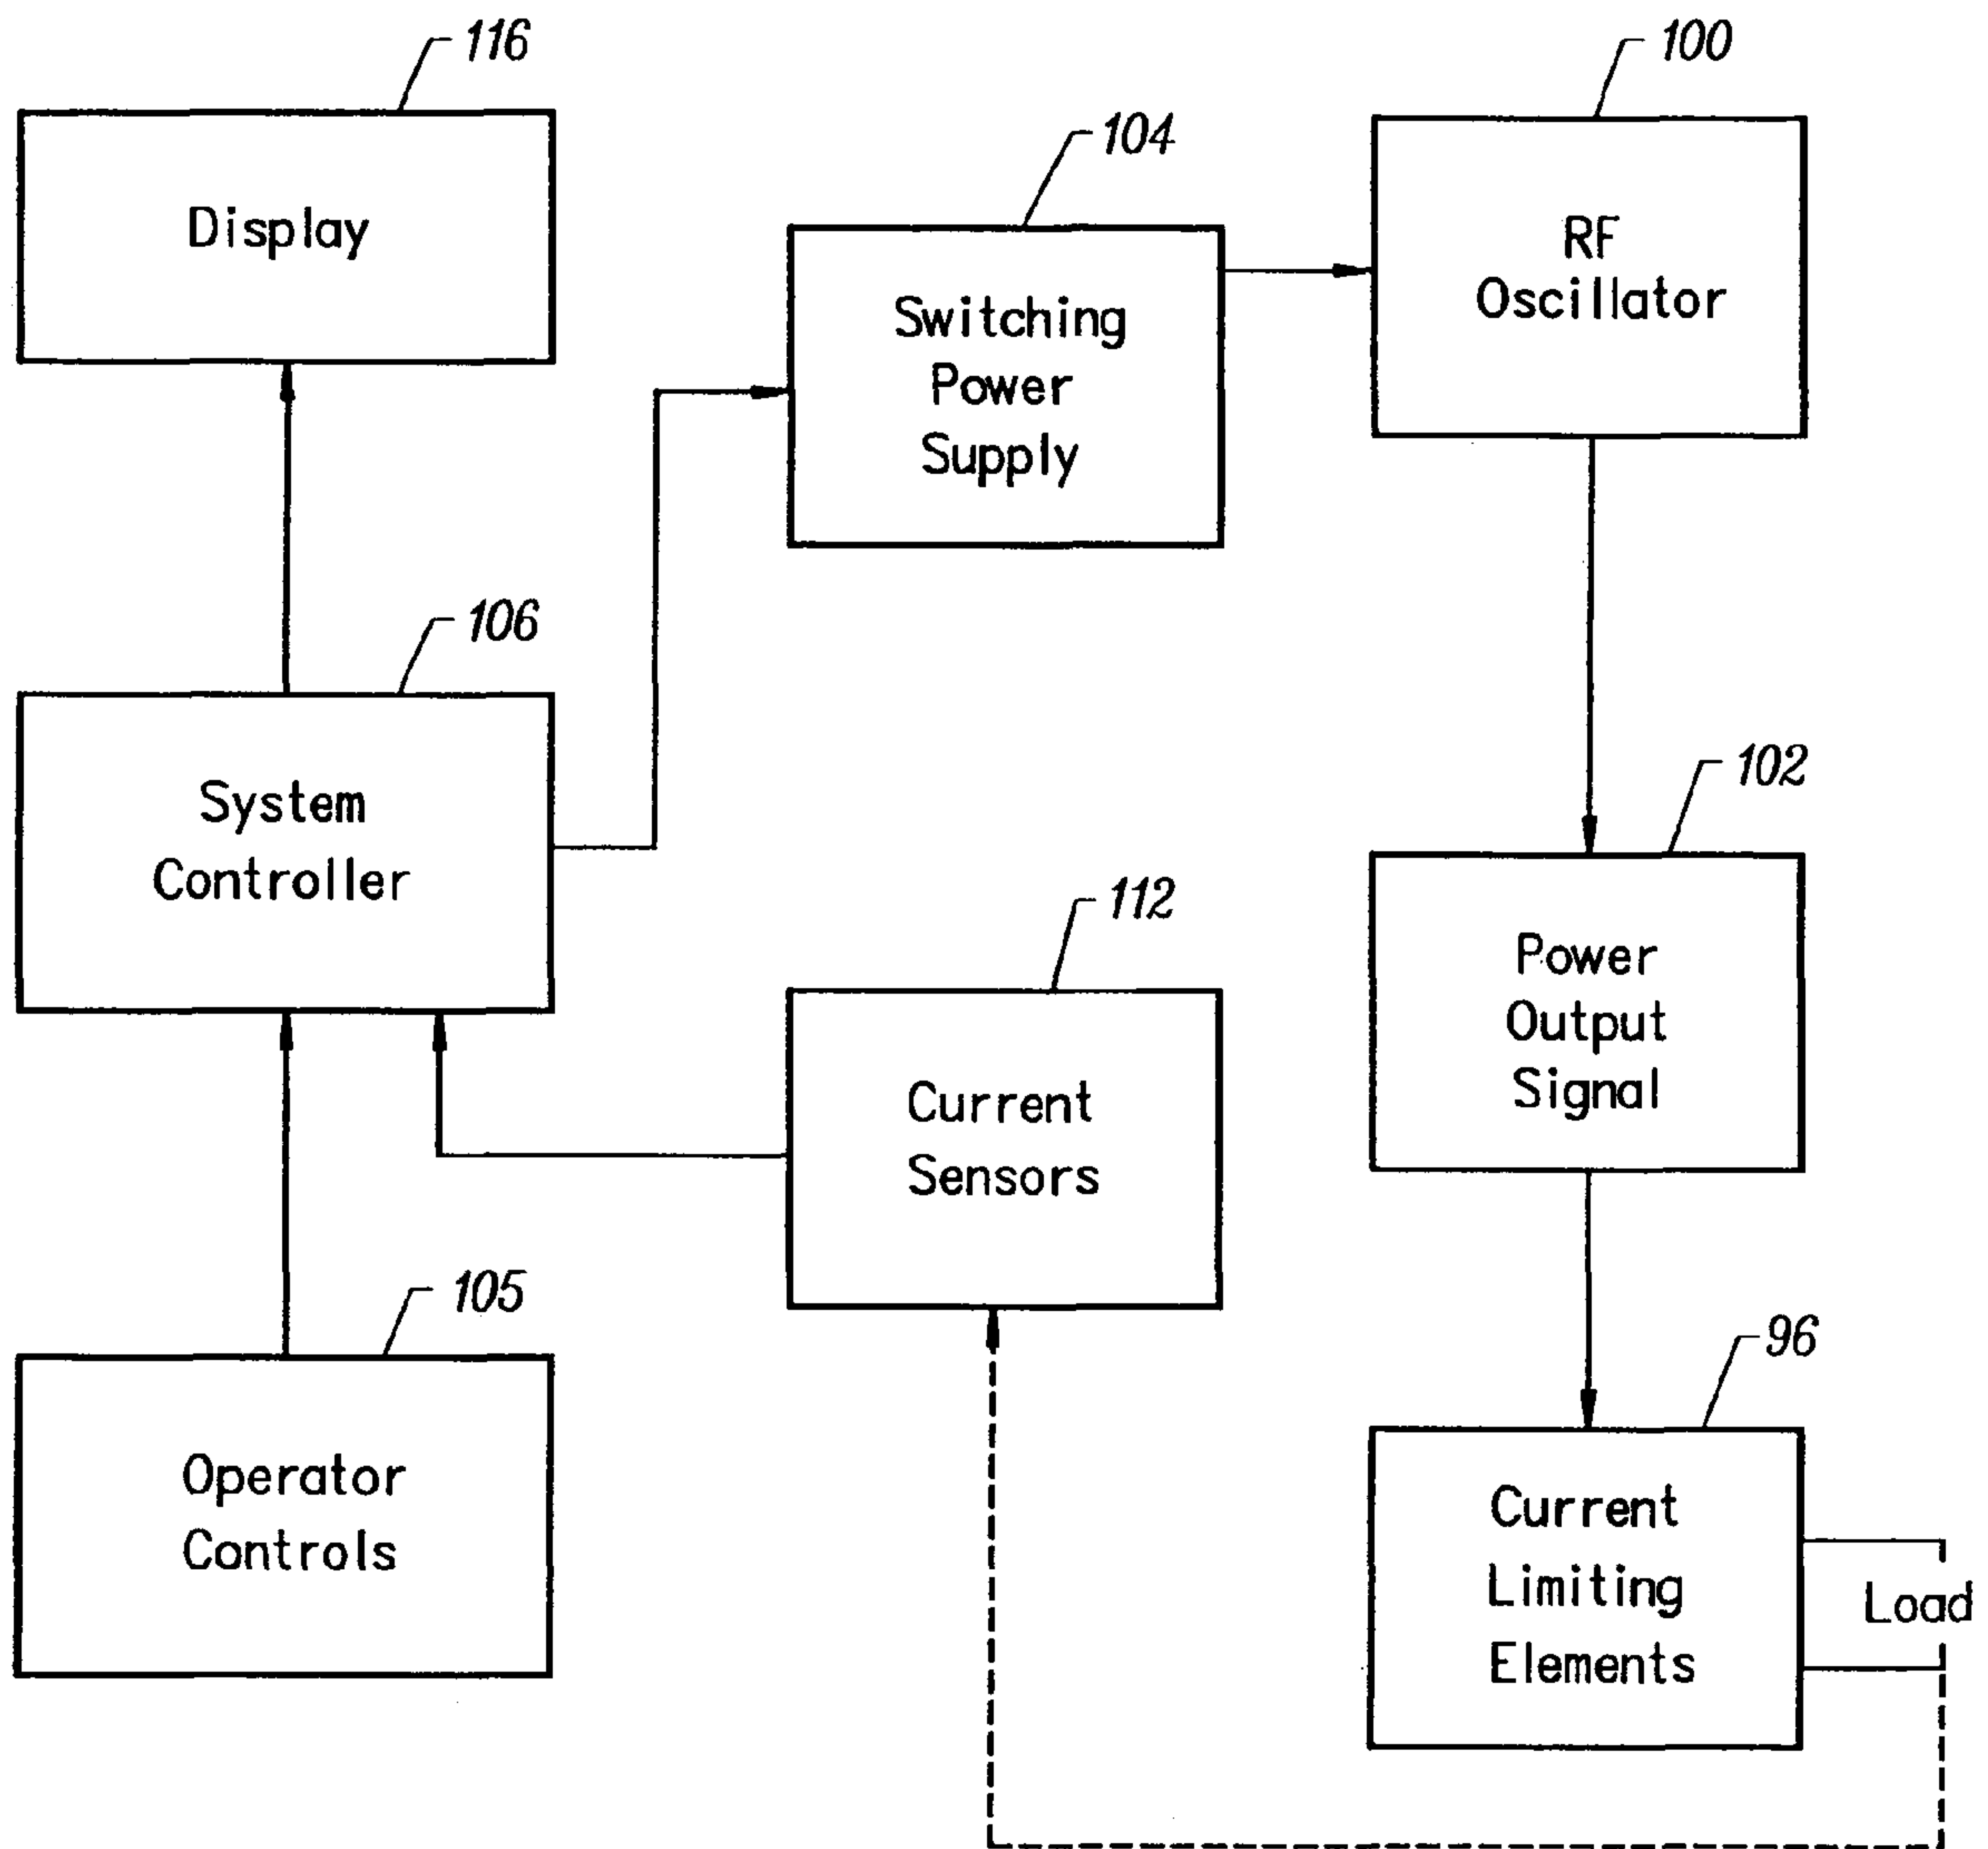 116
Display
104
Switching
Power
Supply
100
RF
Oscillator
106
System
Controller
112
Current
Sensors
102
Power
Output
Signal
105
Operator
Controls
96
Current
Limiting
Elements
Load